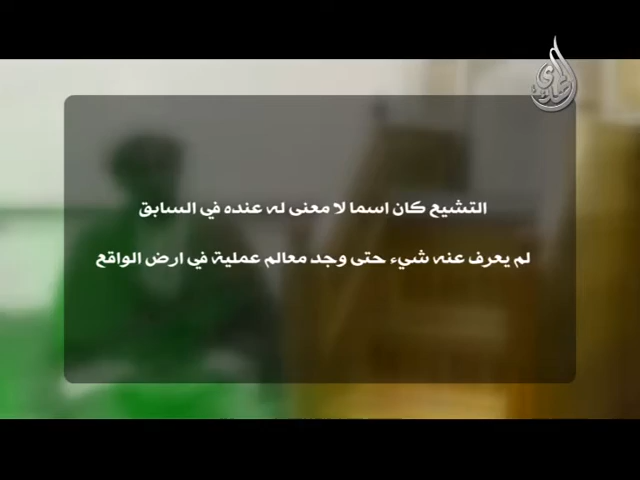 التشيع كان اسما لا معنى له عنده في السابق
لم يعرف عنه شيء حتى وجد معالم عملية في ارض الواقع